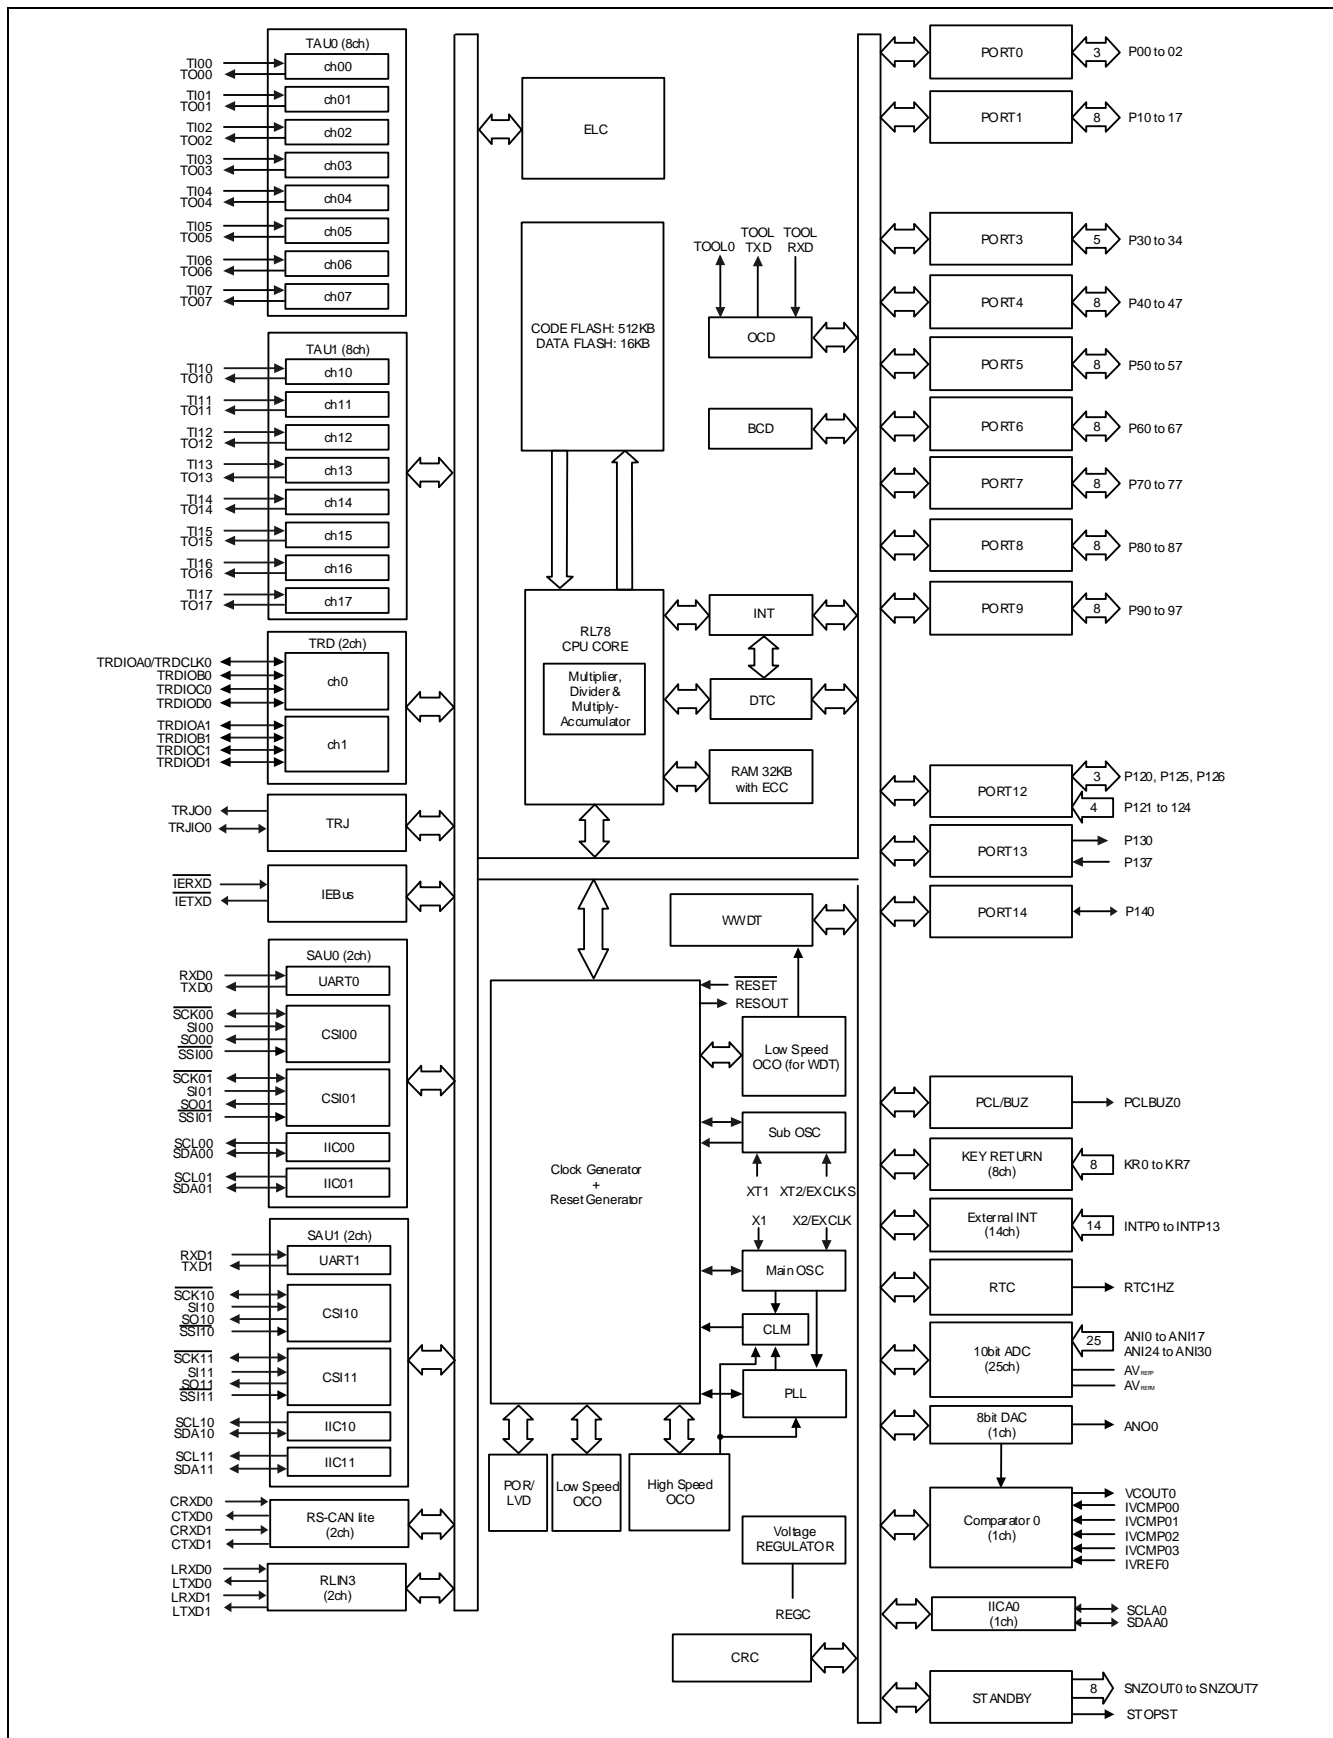 TAU0 (8ch)
TI00
TO00
ch00
TI01
TO01
ch01
TI02
TO02
ch02
TI03
TO03
ch03
TI04
TO04
ch04
TI05
TO05
ch05
TI06
TO06
ch06
TI07
TO07
ch07
TAU1 (8ch)
TI10
TO10
ch10
TI11
TO11
ch11
TI12
TO12
ch12
TI13
TO13
ch13
TI14
TO14
ch14
TI15
TO15
ch15
TI16
TO16
ch16
TI17
TO17
ch17
TRD (2ch)
TRDIOA0/TRDCLK0
TRDIOB0
TRDIOC0
TRDIOD0
ch0
TRDIOA1
TRDIOB1
TRDIOC1
TRDIOD1
ch1
TRJO0
TRJIO0
TRJ
IERXD
IETXD
IEBus
SAU0 (2ch)
RXD0
TXD0
UART0
SCK00
SI00
SO00
SSI00
CSI00
SCK01
SI01
SO01
SSI01
CSI01
SCL00
SDA00
IIC00
SCL01
SDA01
IIC01
SAU1 (2ch)
RXD1
TXD1
UART1
SCK10
SI10
SO10
SSI10
CSI10
SCK11
SI11
SO11
SSI11
CSI11
SCL10
SDA10
IIC10
SCL11
SDA11
IIC11
CRXD0
CTXD0
CRXD1
CTXD1
RS-CAN lite
(2ch)
LRXD0
LTXD0
LRXD1
LTXD1
RLIN3
(2ch)
ELC
CODE FLASH: 512KB
DATA FLASH: 16KB
TOOL0
TOOL
TXD
TOOL
RXD
OCD
BCD
RL78
CPU CORE
Multiplier,
Divider &
Multiply-
Accumulator
INT
DTC
RAM 32KB
with ECC
WWDT
RESET
RESOUT
Low Speed
OCO (for WDT)
Clock Generator
+
Reset Generator
Sub OSC
XT1
XT2/EXCLKS
X1
X2/EXCLK
Main OSC
CLM
PLL
POR/
LVD
Low Speed
OCO
High Speed
OCO
Voltage
REGULATOR
REGC
CRC
PORT0
3
P00 to 02
PORT1
8
P10 to 17
PORT3
5
P30 to 34
PORT4
8
P40 to 47
PORT5
8
P50 to 57
PORT6
8
P60 to 67
PORT7
8
P70 to 77
PORT8
8
P80 to 87
PORT9
8
P90 to 97
PORT12
3
P120, P125, P126
4
P121 to 124
PORT13
P130
P137
PORT14
P140
PCL/BUZ
PCLBUZ0
KEY RETURN
(8ch)
8
KR0 to KR7
External INT
(14ch)
14
INTP0 to INTP13
RTC
RTC1HZ
10bit ADC
(25ch)
25
ANI0 to ANI17
ANI24 to ANI30
AVREFP
AVREFM
8bit DAC
(1ch)
ANO0
Comparator 0
(1ch)
VCOUT0
IVCMP00
IVCMP01
IVCMP02
IVCMP03
IVREF0
IICA0
(1ch)
SCLA0
SDAA0
STANDBY
8
SNZOUT0 to SNZOUT7
STOPST